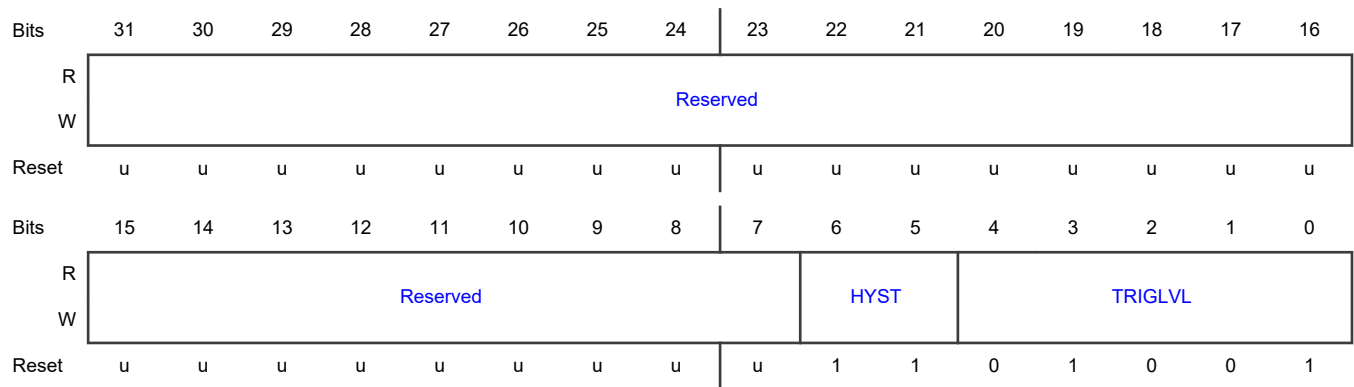 Bits 31 30 29 28 27 26 25 24 23 22 21 20 19 18 17 16
R
Reserved
W
Reset u u u u u u u u u u u u u u u u
Bits 15 14 13 12 11 10 9 8 7 6 5 4 3 2 1 0
R
Reserved HYST TRIGLVL
W
Reset u u u u u u u u u 1 1 0 1 0 0 1